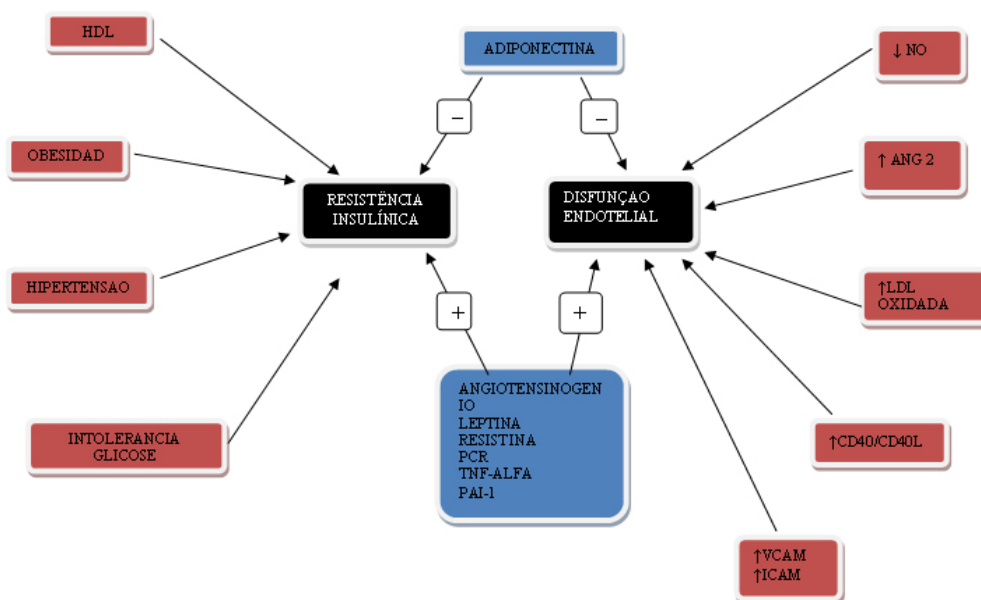 HDL
ADIPONECTINA
↓ NO
−
−
OBESIDAD
↑ ANG 2
RESISTËNCIA
INSULÍNICA
DISFUNÇAO
ENDOTELIAL
HIPERTENSAO
↑LDL
OXIDADA
+
+
ANGIOTENSINOGEN
IO
LEPTINA
RESISTINA
PCR
TNF-ALFA
PAI-1
INTOLERANCIA
GLICOSE
↑CD40/CD40L
↑VCAM
↑ICAM